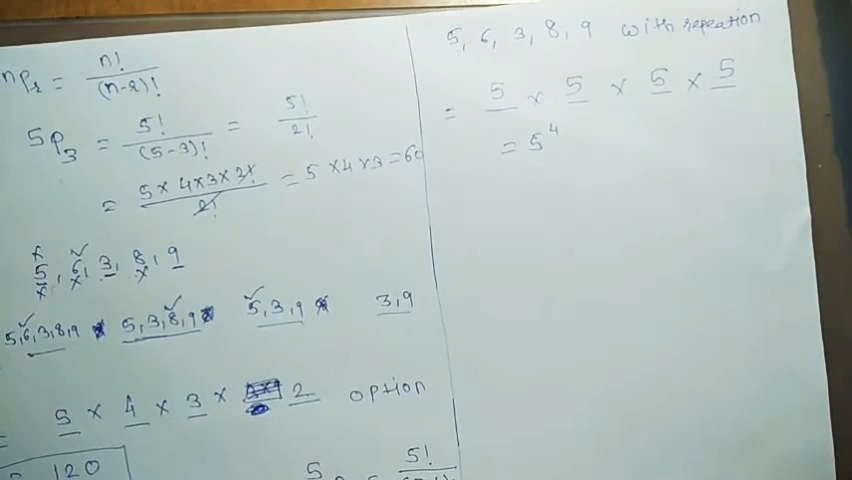 nPr = n! / (n-r)!
5P3 = 5! / (5-3)! = 5! / 2!
= 5 × 4 × 3 × 2! / 2! = 5 × 4 × 3 = 60
5, 6, 3, 8, 9
5,6,3,8,9 5,3,8,9 5,3,9 3,9
= 5 × 4 × 3 × 2 option
120
5 5!
5, 6, 3, 8, 9 with repeation
= 5 × 5 × 5 × 5
= 5⁴